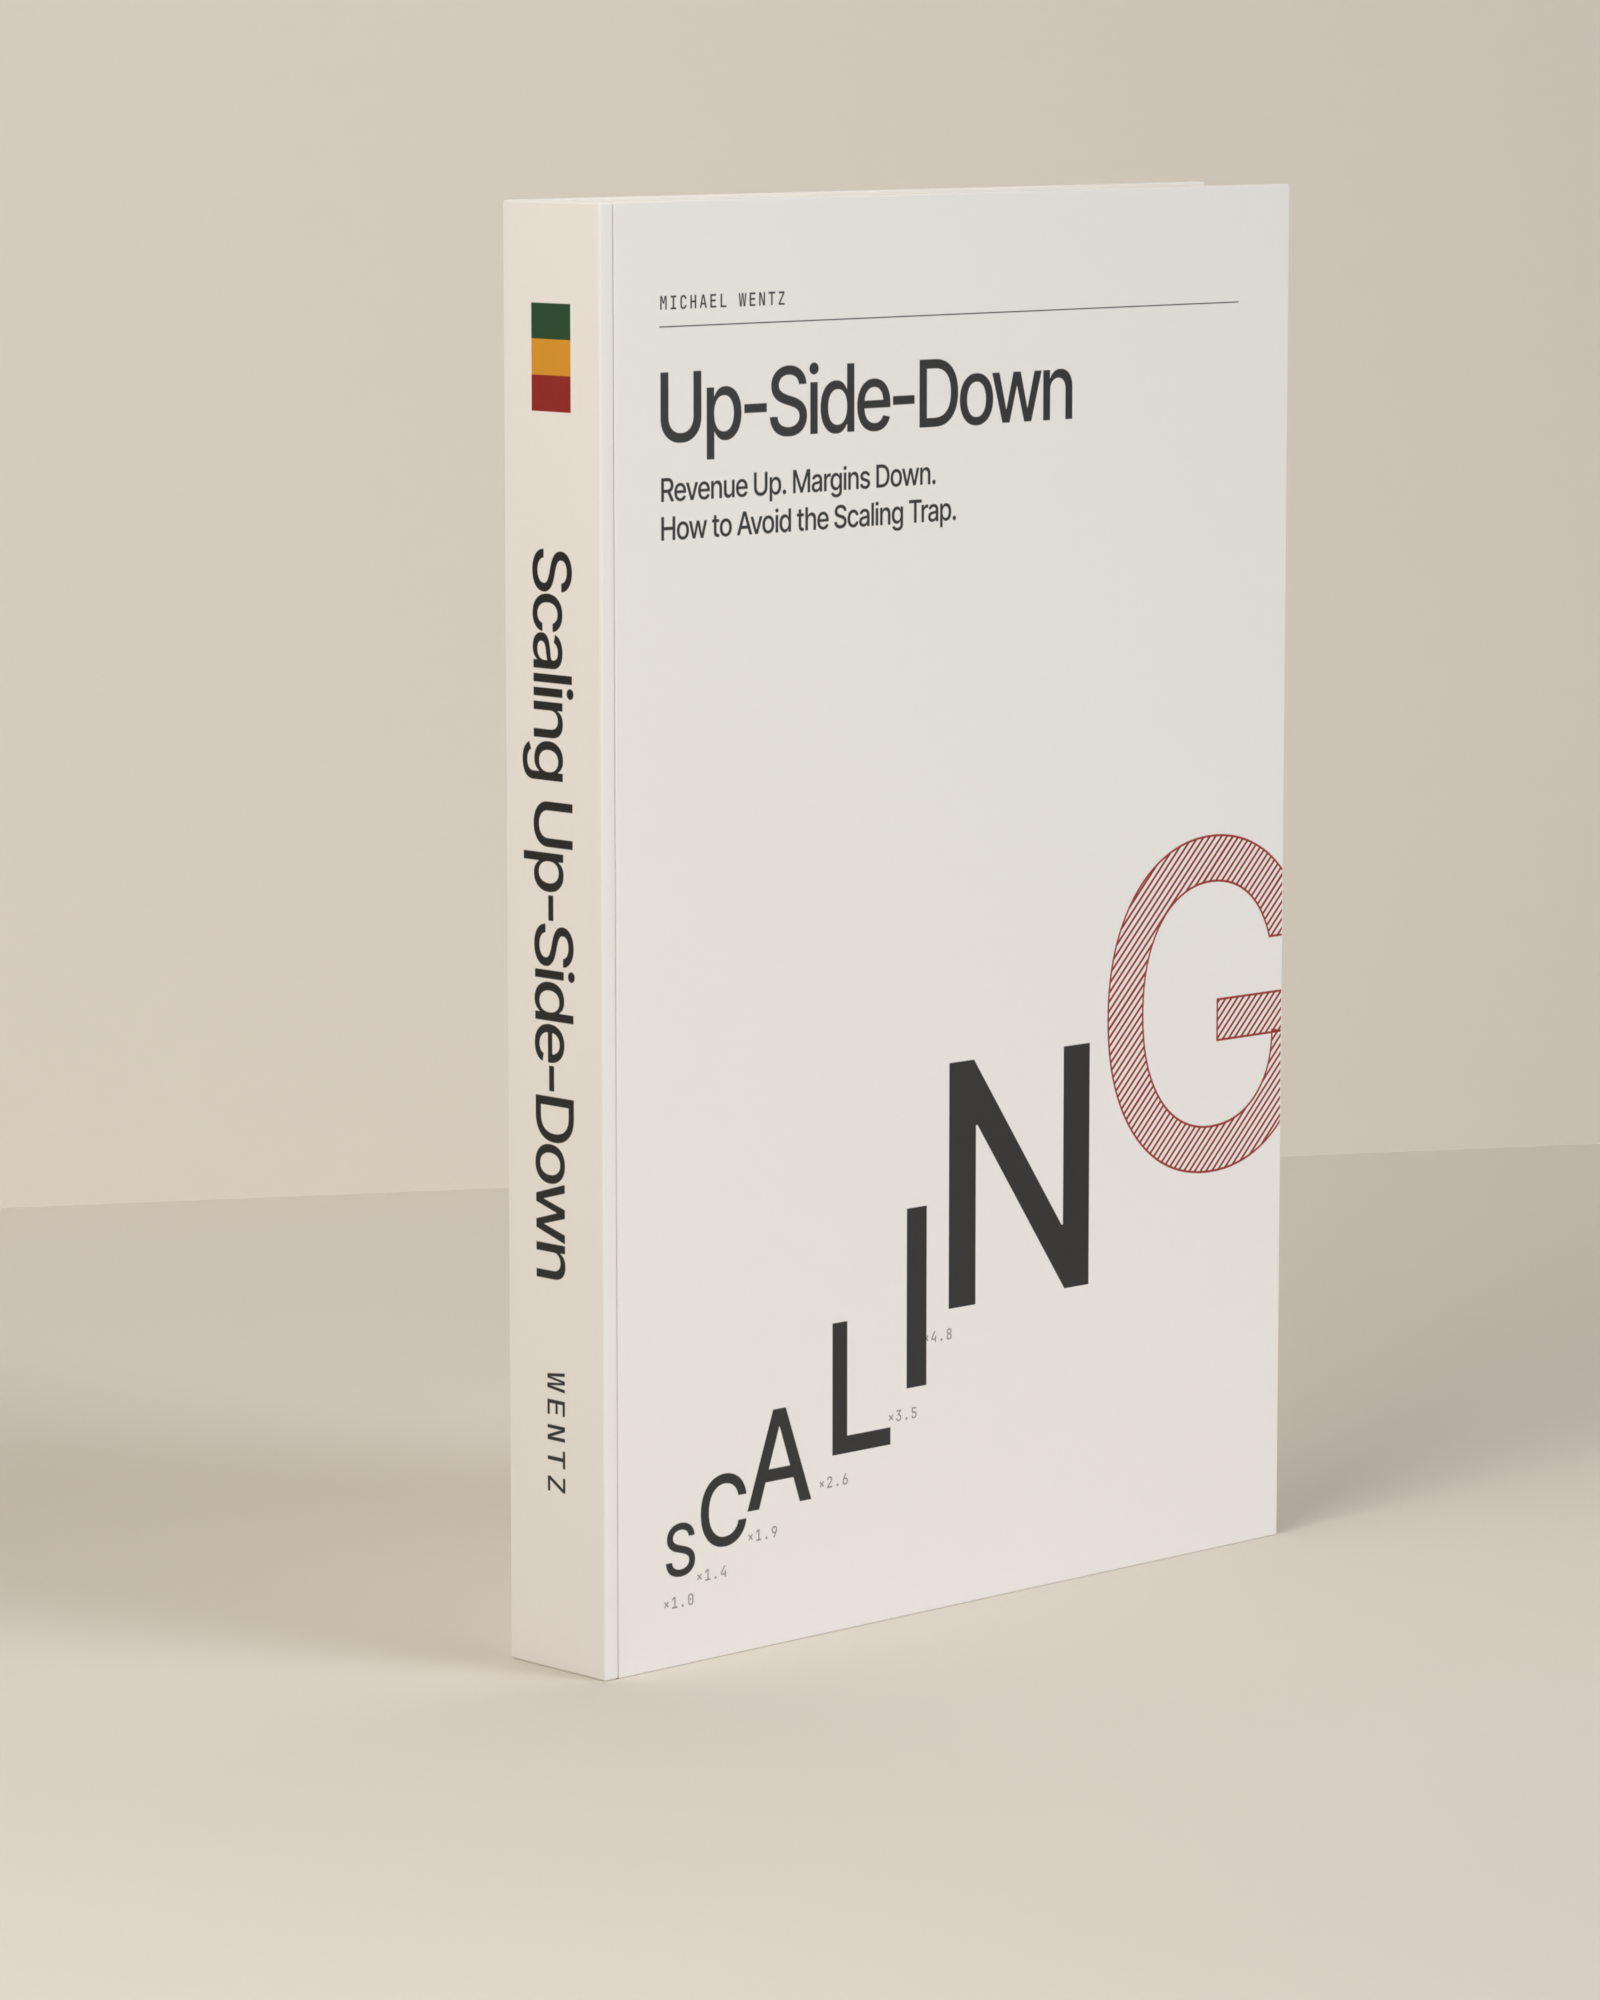 Scaling Up-Side-Down
WENTZ
MICHAEL WENTZ
Up-Side-Down
Revenue Up. Margins Down.
How to Avoid the Scaling Trap.
SCALING
×1.0
×1.4
×1.9
×2.6
×3.5
×4.8